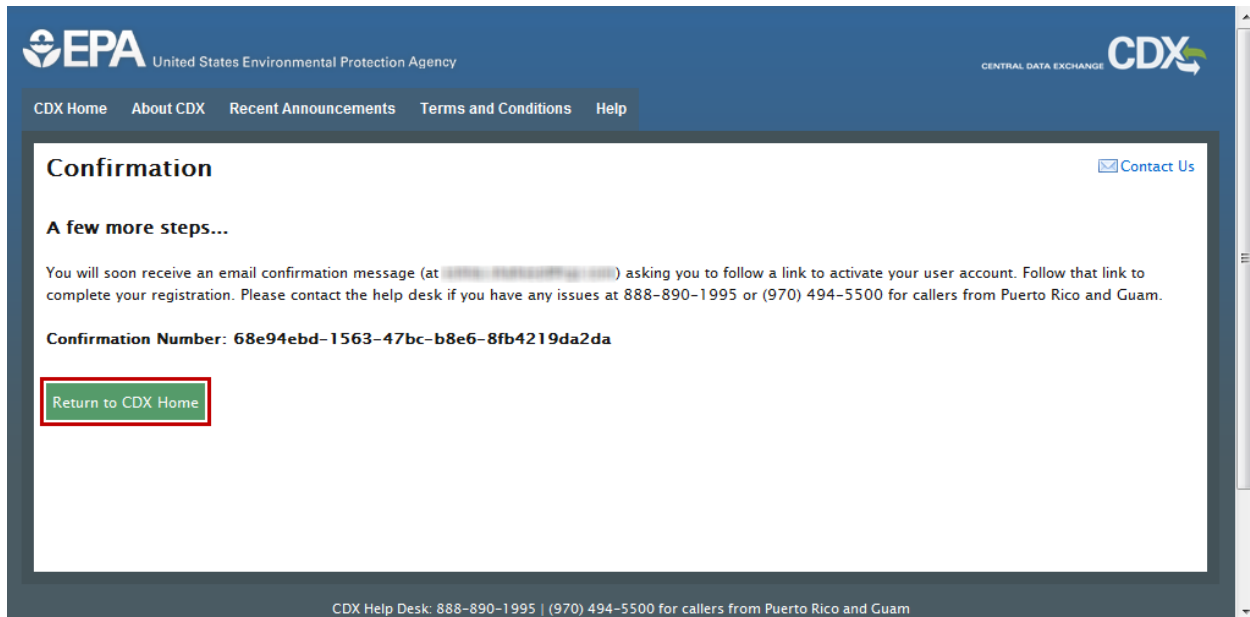 EPA United States Environmental Protection Agency
CENTRAL DATA EXCHANGE CDX
CDX Home About CDX Recent Announcements Terms and Conditions Help
Confirmation
Contact Us
A few more steps...
You will soon receive an email confirmation message (at ) asking you to follow a link to activate your user account. Follow that link to
complete your registration. Please contact the help desk if you have any issues at 888-890-1995 or (970) 494-5500 for callers from Puerto Rico and Guam.
Confirmation Number: 68e94ebd-1563-47bc-b8e6-8fb4219da2da
Return to CDX Home
CDX Help Desk: 888-890-1995 | (970) 494-5500 for callers from Puerto Rico and Guam